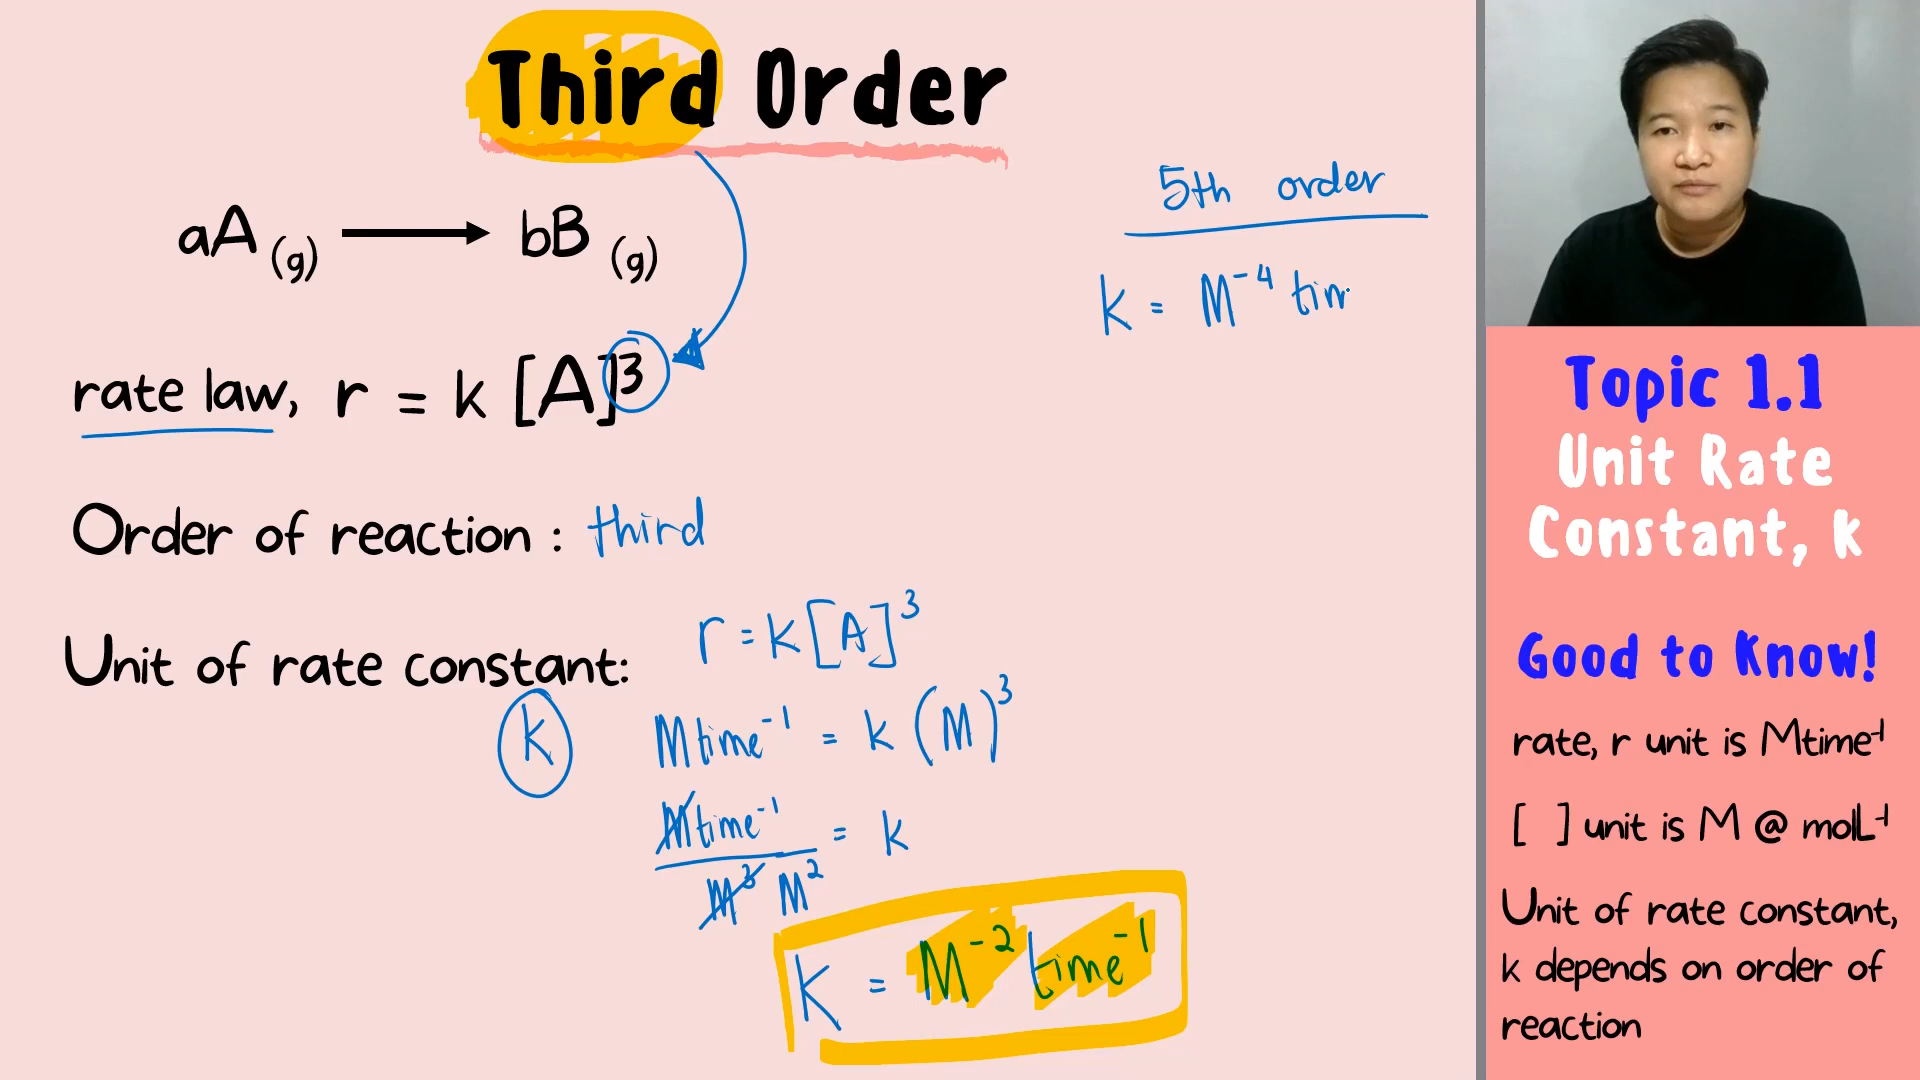 Third Order
aA (g) → bB (g)
rate law, r = k [A]³
Order of reaction : third
Unit of rate constant:
k
r = k [A]³
Mtime⁻¹ = k (M)³
Mtime⁻¹ / M³ M² = k
k = M⁻² time⁻¹
5th order
k = M⁻⁴ tim
Topic 1.1
Unit Rate
Constant, k
Good to Know!
rate, r unit is Mtime⁻¹
[ ] unit is M @ molL⁻¹
Unit of rate constant,
k depends on order of
reaction